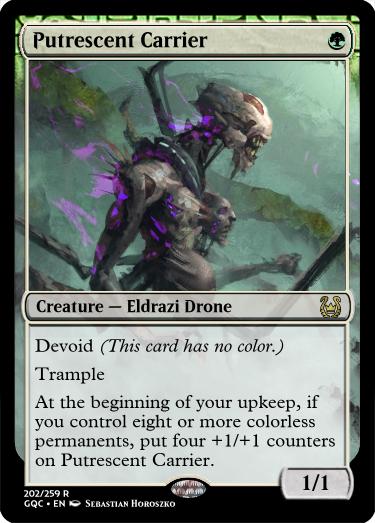 Putrescent Carrier
Creature — Eldrazi Drone
Devoid (This card has no color.)
Trample
At the beginning of your upkeep, if
you control eight or more colorless
permanents, put four +1/+1 counters
on Putrescent Carrier.
1/1
202/259 R
GQC • EN Sebastian Horoszko